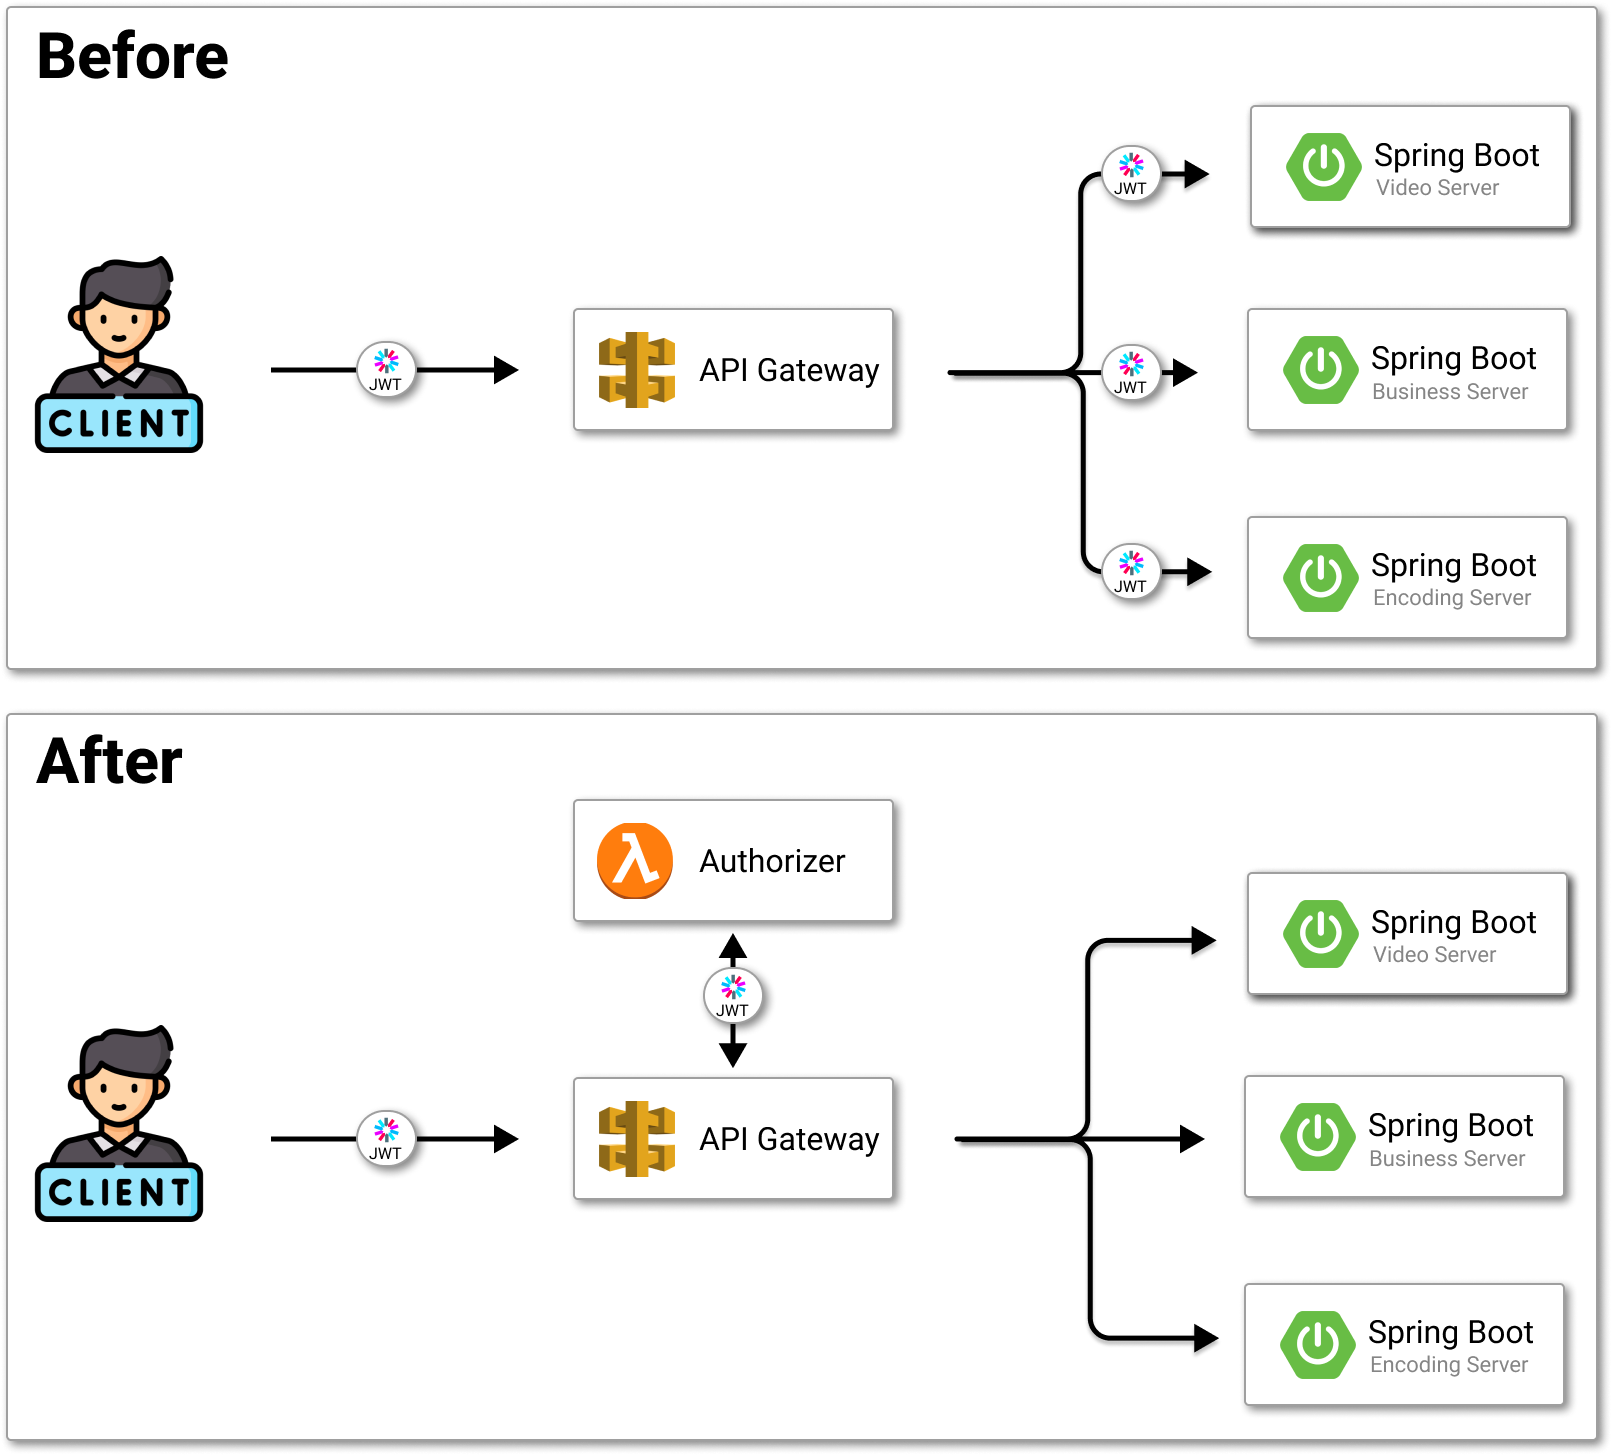 Before
JWT
Spring Boot
Video Server
CLIENT
JWT
API Gateway
JWT
Spring Boot
Business Server
JWT
Spring Boot
Encoding Server
After
Authorizer
JWT
Spring Boot
Video Server
CLIENT
JWT
API Gateway
Spring Boot
Business Server
Spring Boot
Encoding Server